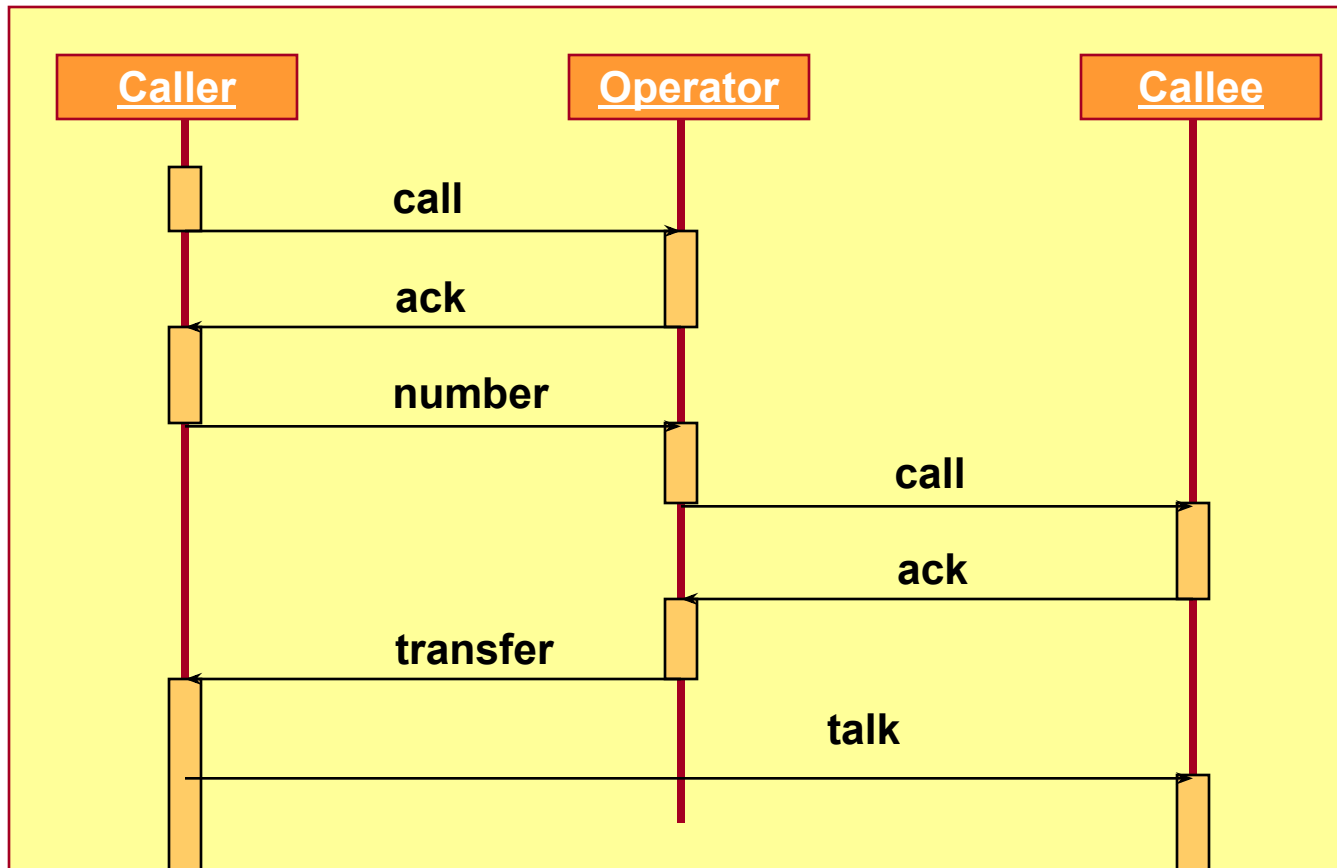 Caller
Operator
Callee
call
ack
number
call
ack
transfer
talk